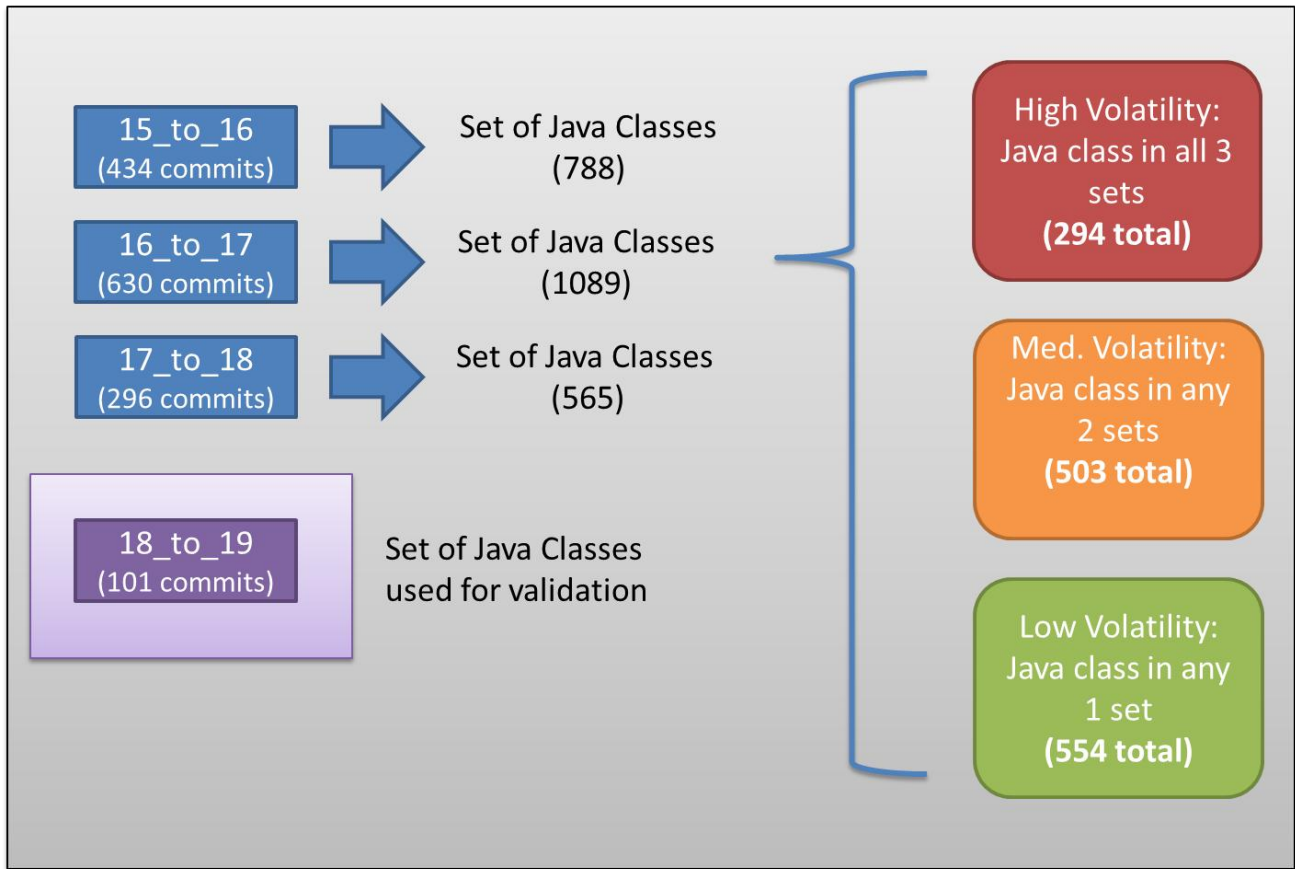 15_to_16
(434 commits)
Set of Java Classes
(788)
16_to_17
(630 commits)
Set of Java Classes
(1089)
17_to_18
(296 commits)
Set of Java Classes
(565)
18_to_19
(101 commits)
Set of Java Classes
used for validation
High Volatility:
Java class in all 3
sets
(294 total)
Med. Volatility:
Java class in any
2 sets
(503 total)
Low Volatility:
Java class in any
1 set
(554 total)